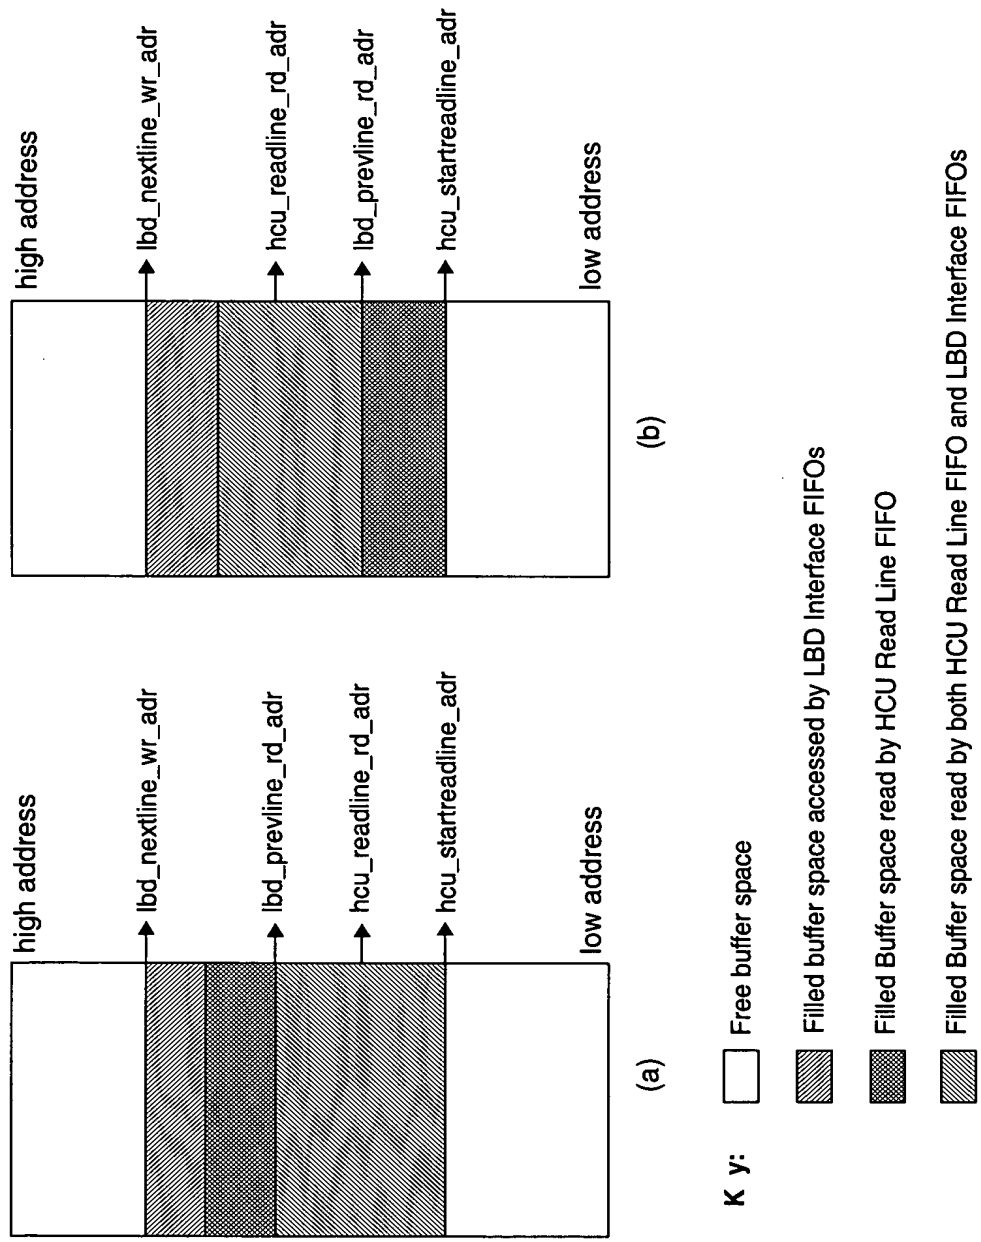 high address
lbd_nextline_wr_adr
lbd_prevline_rd_adr
hcu_readline_rd_adr
hcu_startreadline_adr
low address
(a)
high address
lbd_nextline_wr_adr
hcu_readline_rd_adr
lbd_prevline_rd_adr
hcu_startreadline_adr
low address
(b)
K y:
Free buffer space
Filled buffer space accessed by LBD Interface FIFOs
Filled Buffer space read by HCU Read Line FIFO
Filled Buffer space read by both HCU Read Line FIFO and LBD Interface FIFOs